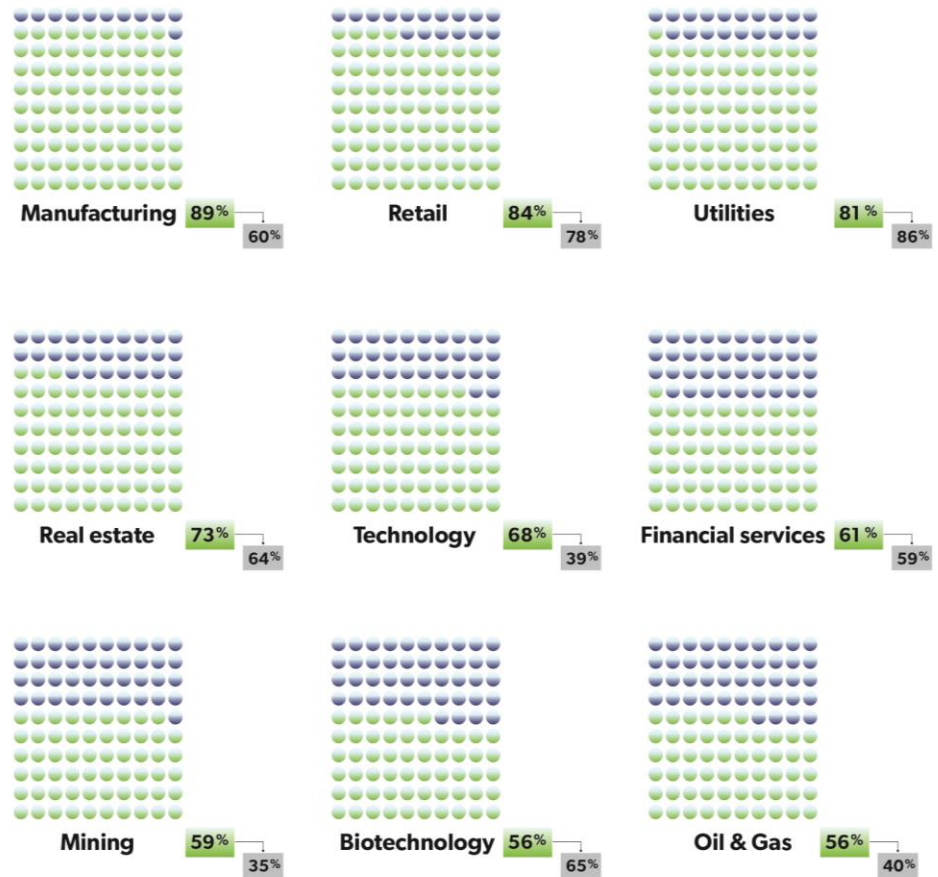 Manufacturing 89%
60%
Retail 84%
78%
Utilities 81%
86%
Real estate 73%
64%
Technology 68%
39%
Financial services 61%
59%
Mining 59%
35%
Biotechnology 56%
65%
Oil & Gas 56%
40%